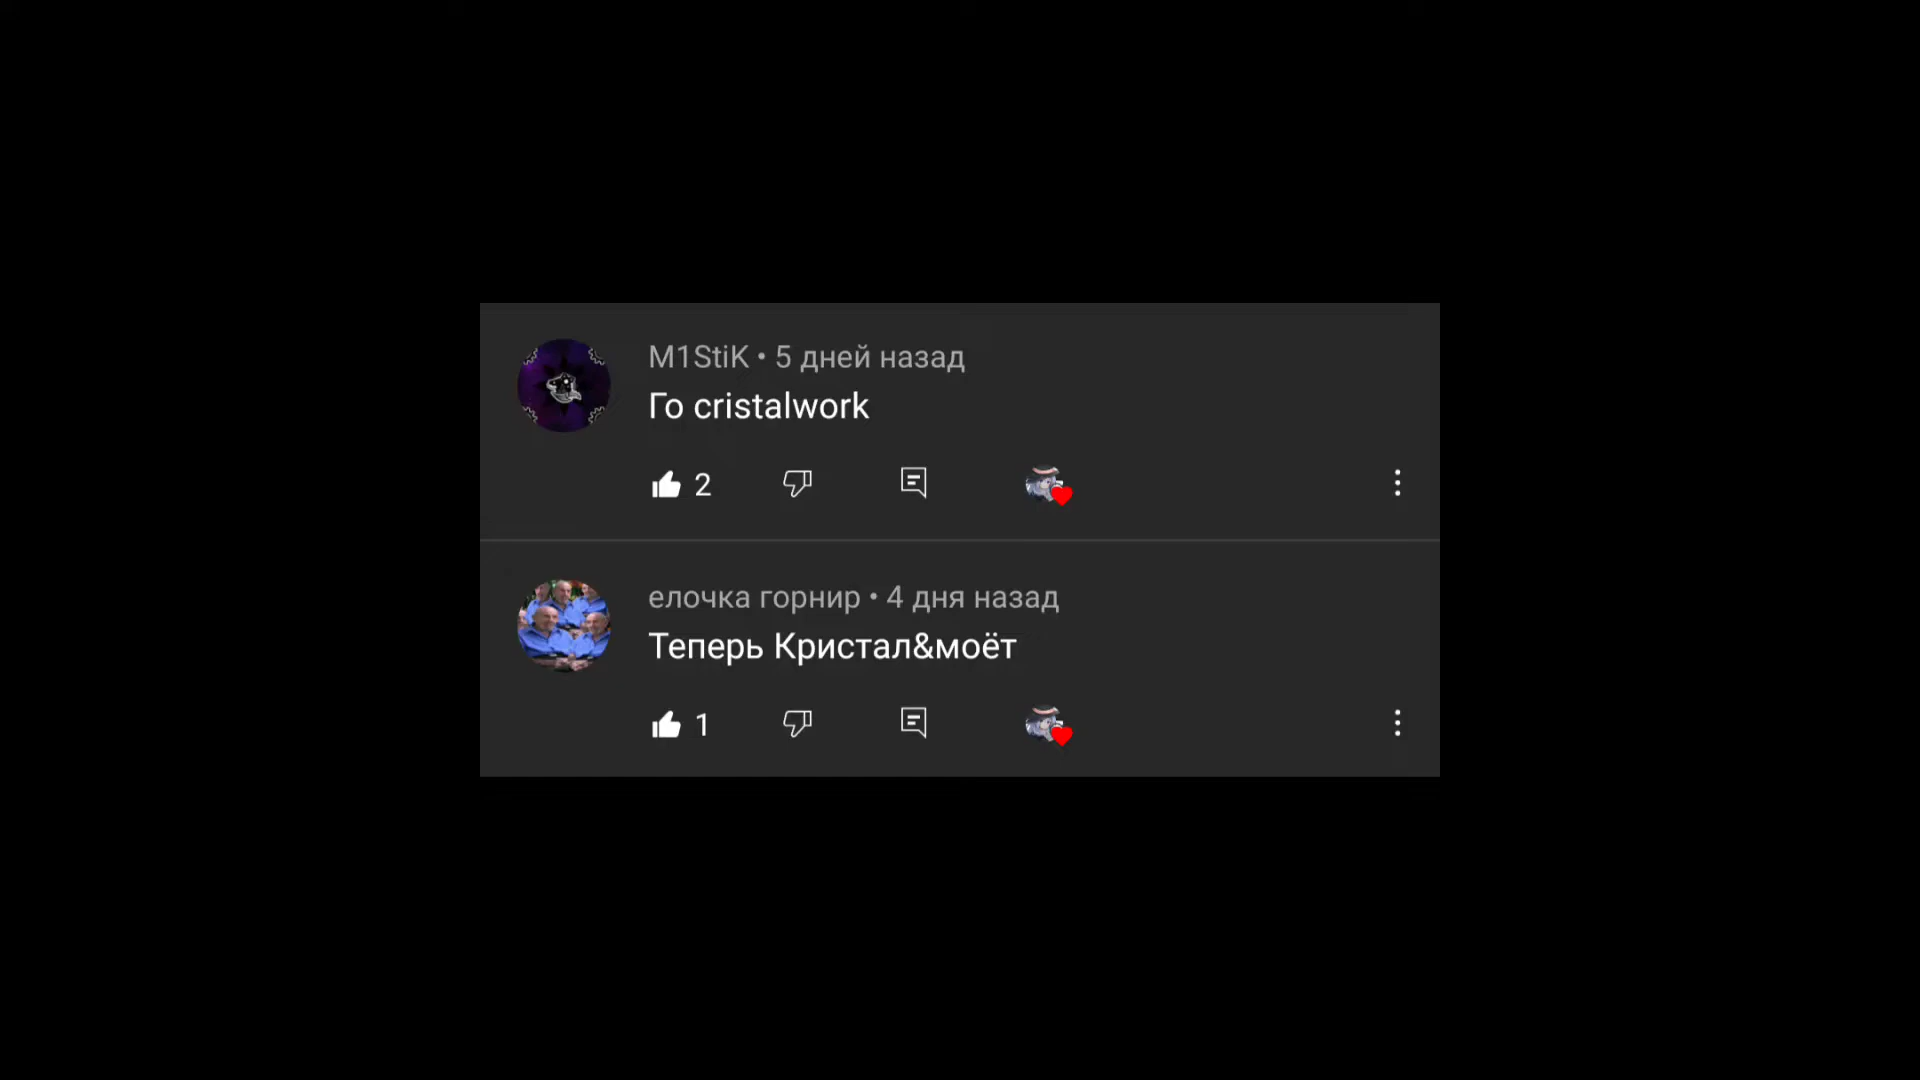 M1StiK • 5 дней назад
Го cristalwork
2
елочка горнир • 4 дня назад
Теперь Кристал&моёт
1